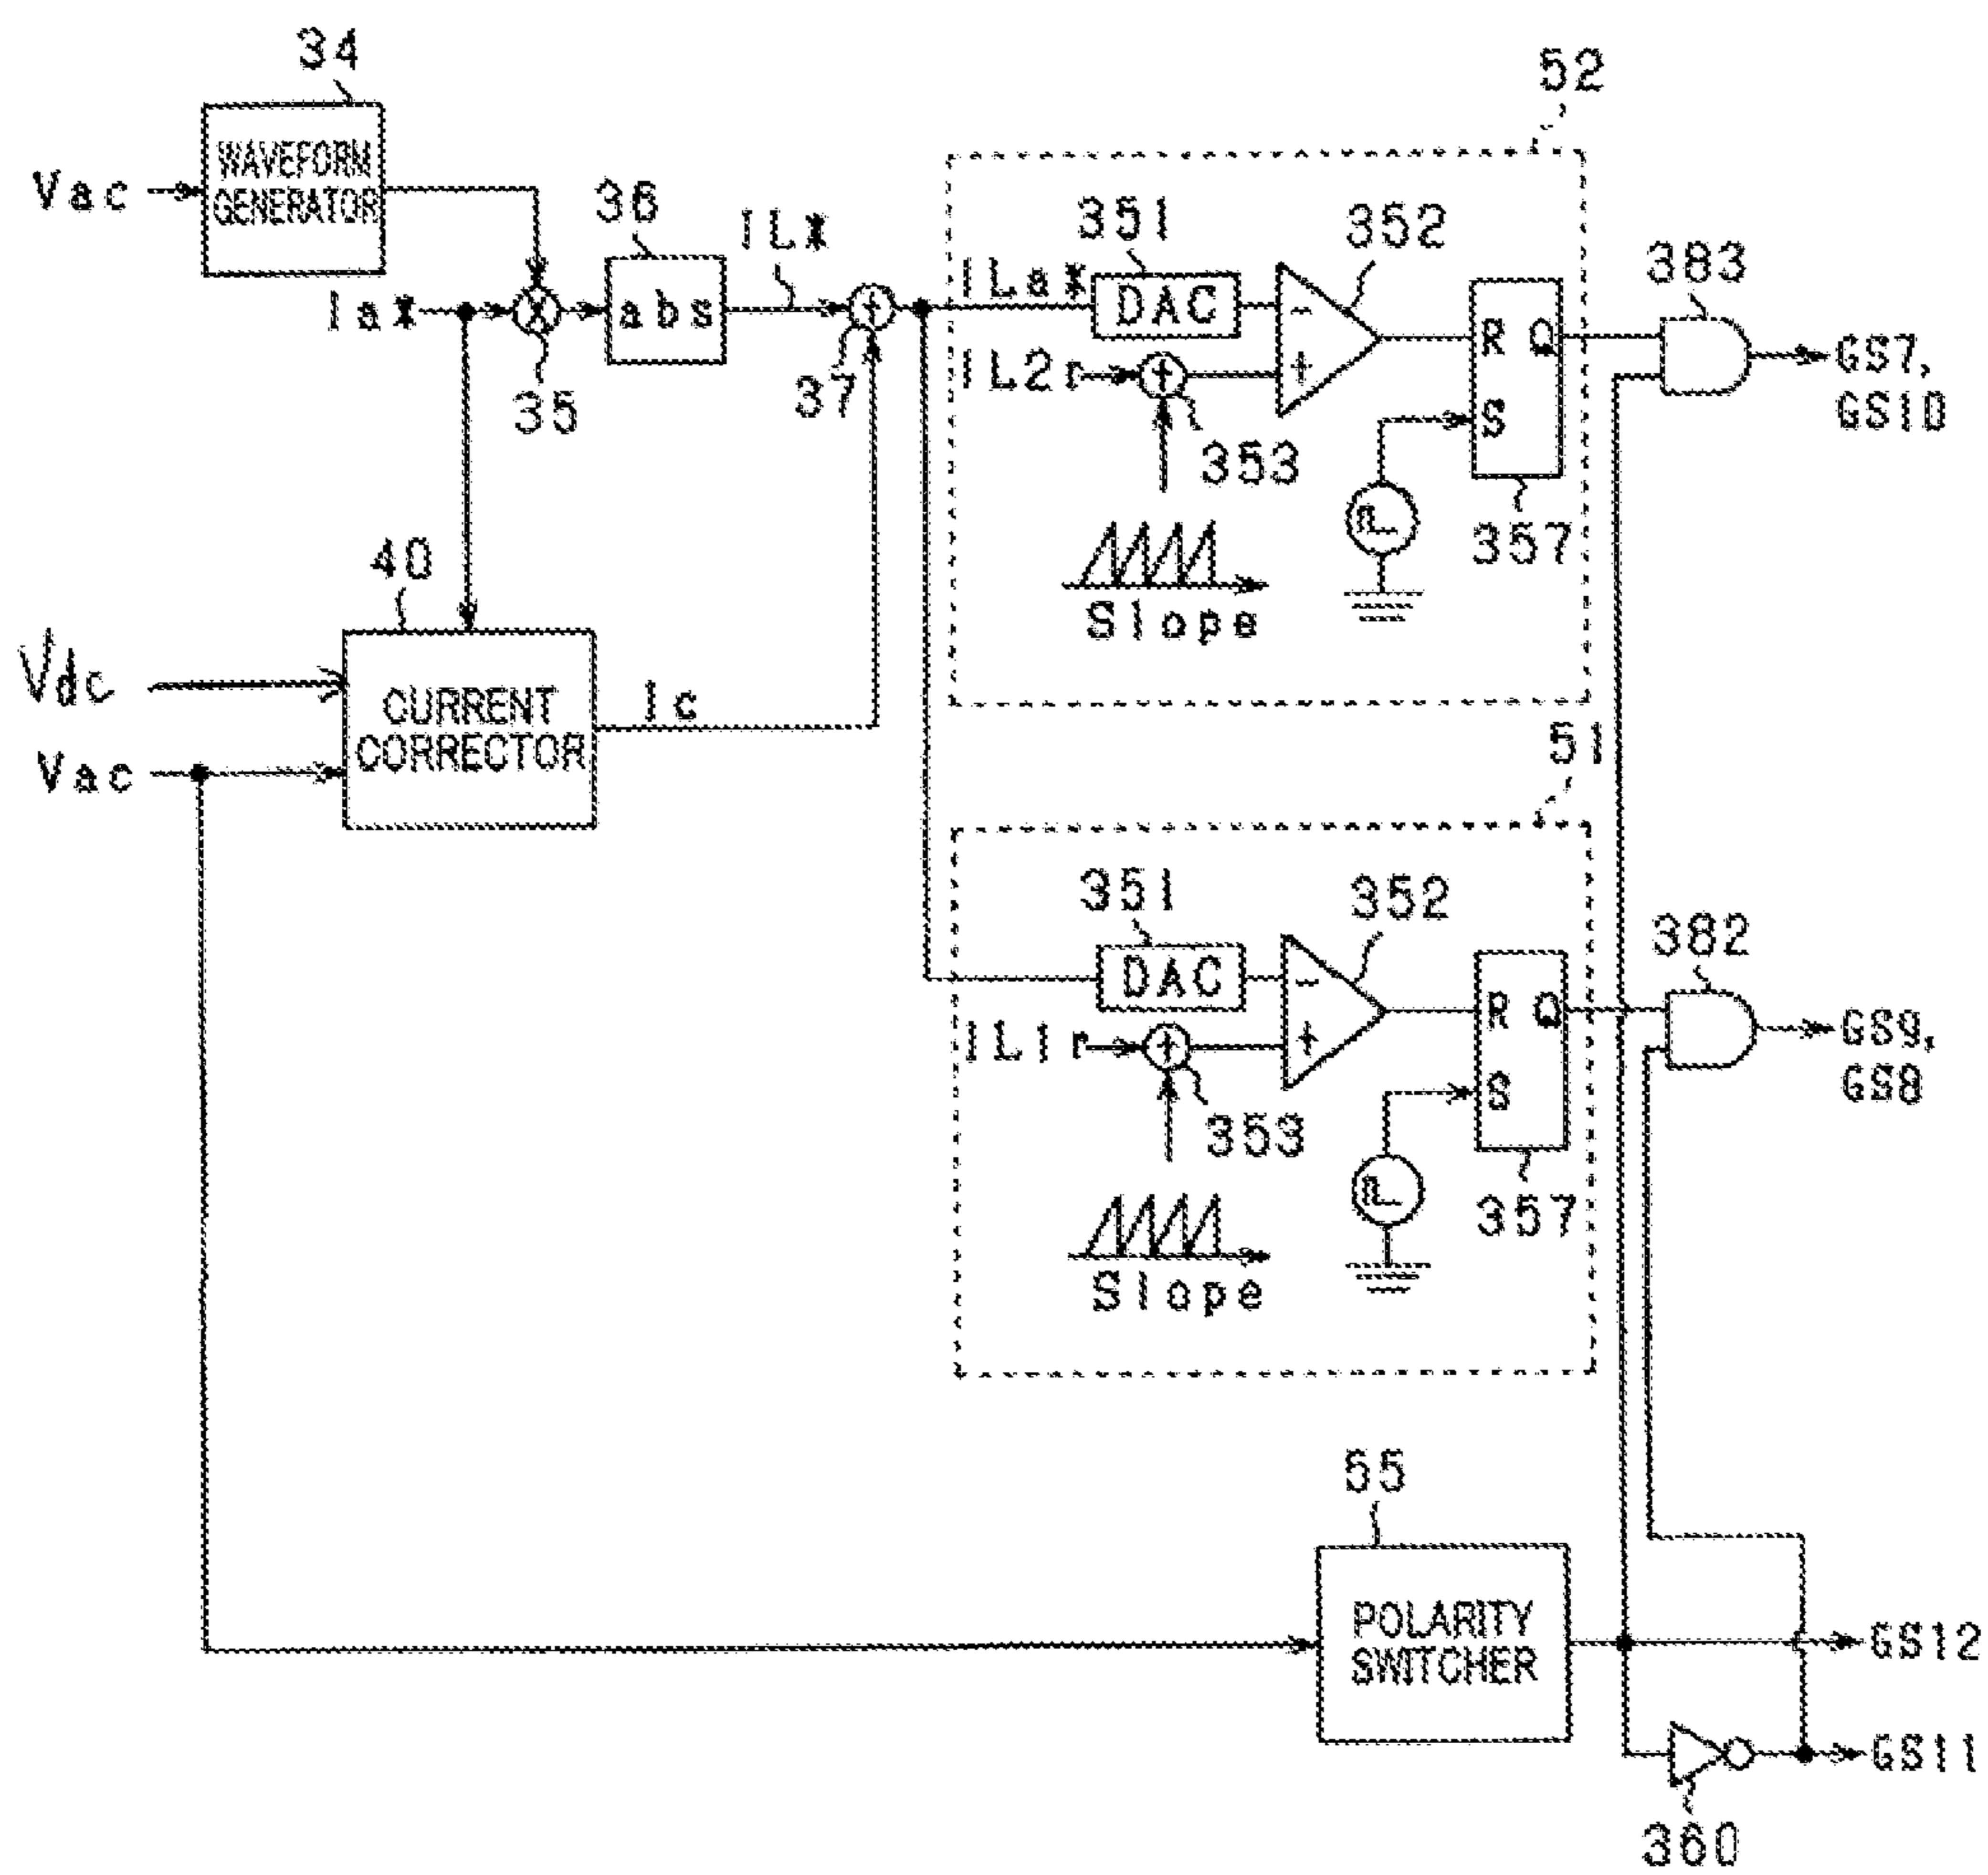 34
52
WAVEFORM
GENERATOR
Vac
36
IL*
351
352
383
ILa*
DAC
-
R Q
Ia*
X
abs
+
GS7,
GS10
35
37
IL2r
+
+
S
353
357
Slope
40
Vdc
CURRENT
CORRECTOR
Ic
Vac
51
351
352
382
DAC
-
R Q
IL1r
+
+
S
GS9,
GS8
353
357
Slope
55
POLARITY
SWITCHER
GS12
GS11
360